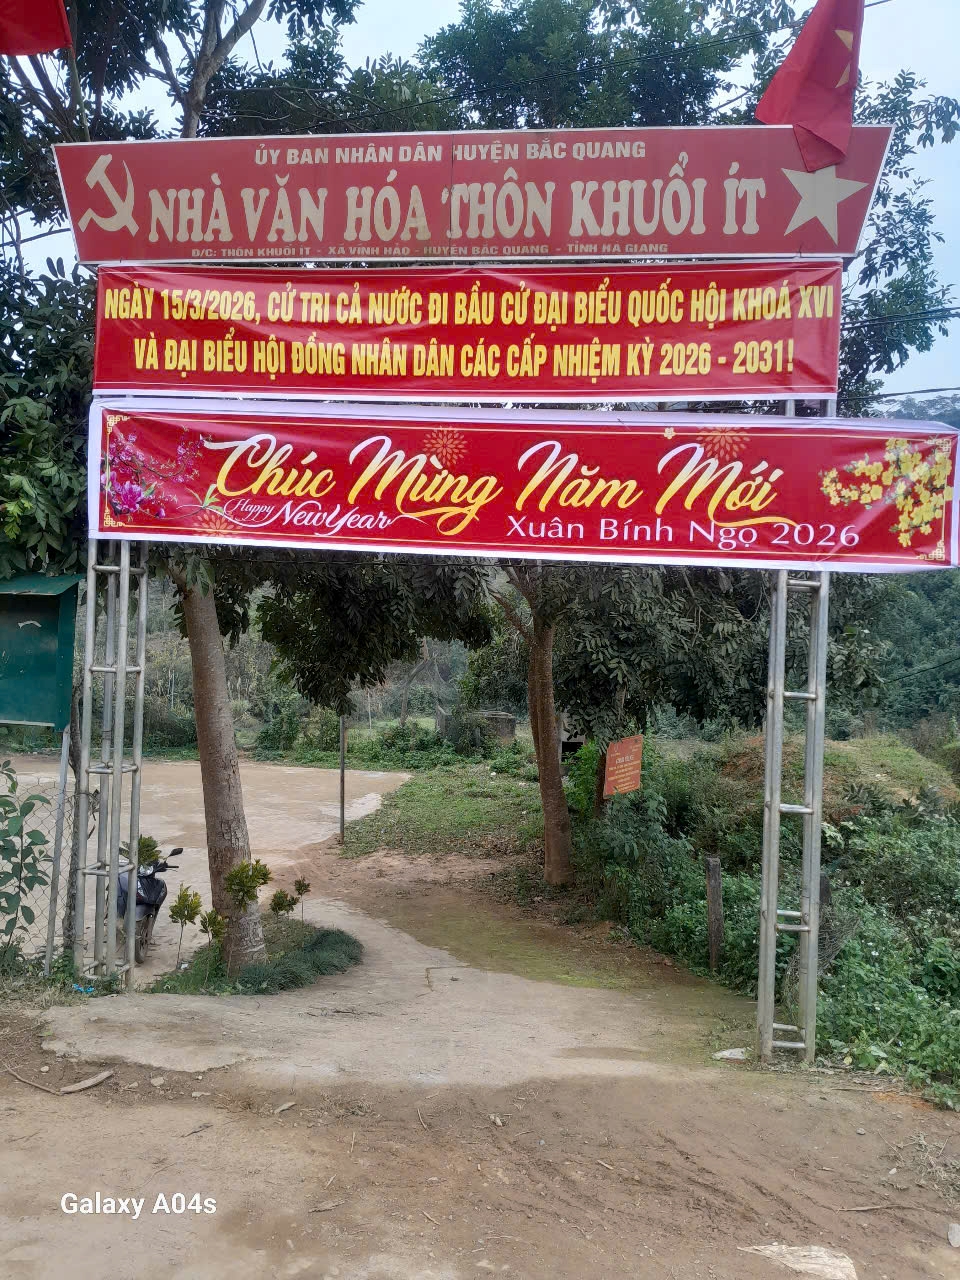 ỦY BAN NHÂN DÂN HUYỆN BẮC QUANG
NHÀ VĂN HÓA THÔN KHUỔI ÍT
Đ/C: THÔN KHUỔI ÍT - XÃ VĨNH HẢO - HUYỆN BẮC QUANG - TỈNH HÀ GIANG
NGÀY 15/3/2026, CỬ TRI CẢ NƯỚC ĐI BẦU CỬ ĐẠI BIỂU QUỐC HỘI KHOÁ XVI
VÀ ĐẠI BIỂU HỘI ĐỒNG NHÂN DÂN CÁC CẤP NHIỆM KỲ 2026 - 2031!
Chúc Mừng Năm Mới
Happy New Year
Xuân Bính Ngọ 2026
Galaxy A04s